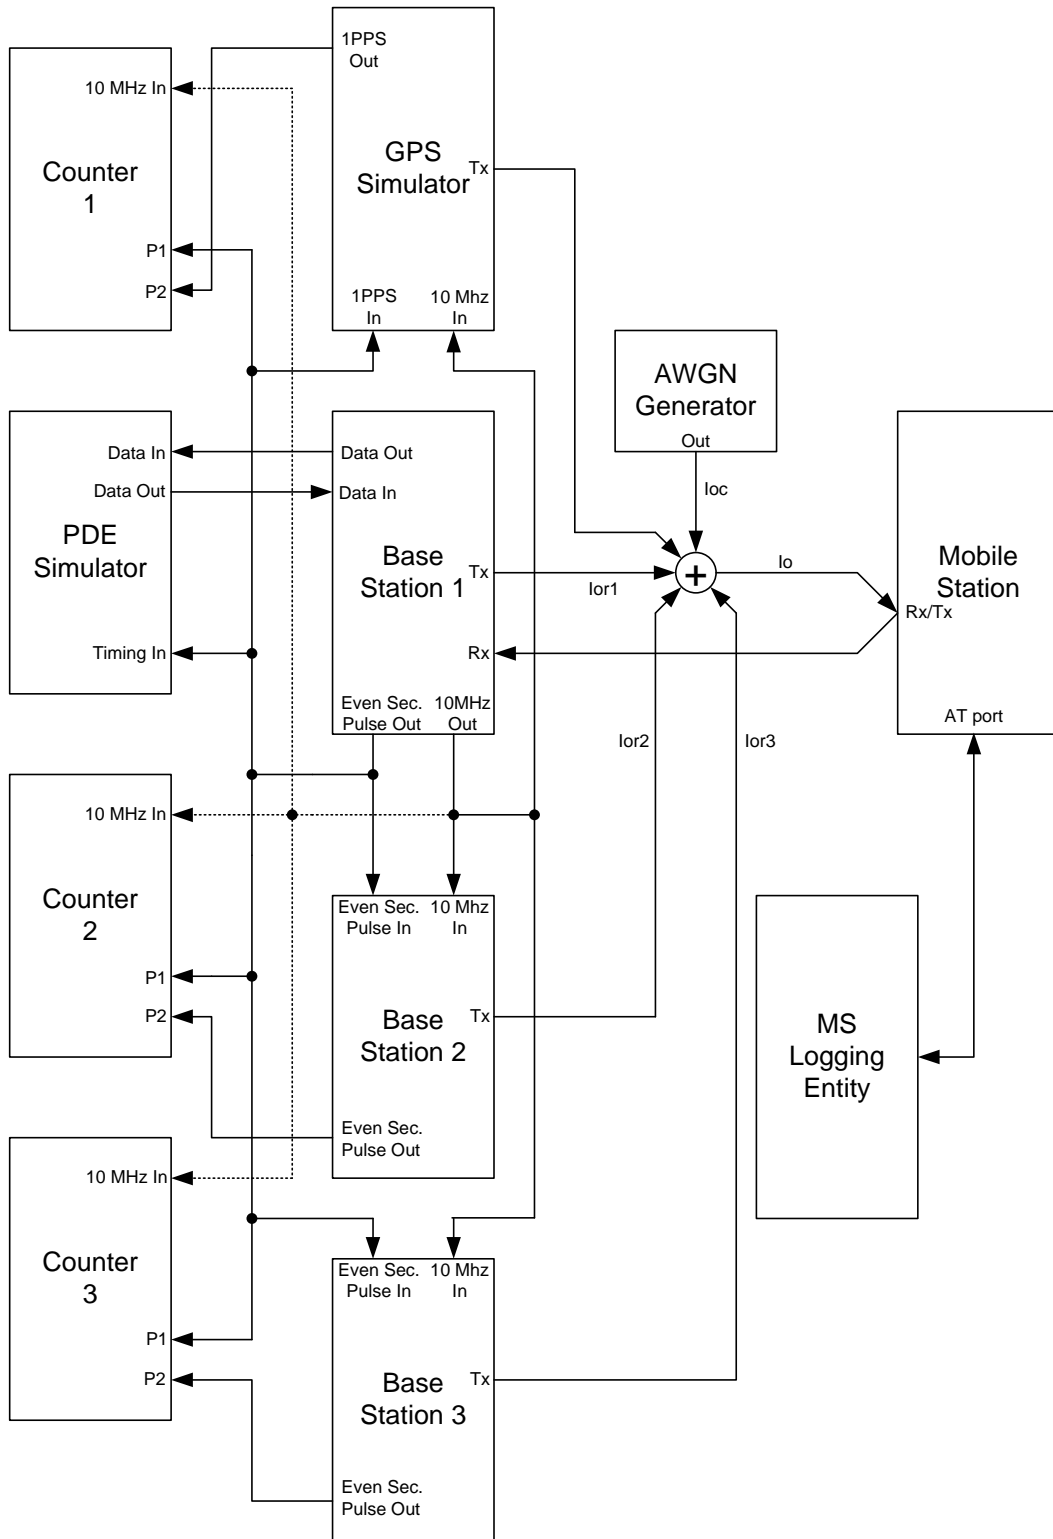 1PPS
Out
10 MHz In
Counter
1
P1
P2
GPS
Simulator
Tx
1PPS
In
10 Mhz
In
AWGN
Generator
Out
Ioc
Data In
Data Out
PDE
Simulator
Timing In
Data Out
Data In
Base
Station 1
Tx
Rx
Even Sec.
Pulse Out
10MHz
Out
Ior1
+
Io
Mobile
Station
Rx/Tx
AT port
Ior2
Ior3
10 MHz In
Counter
2
P1
P2
Even Sec.
Pulse In
10 Mhz
In
Base
Station 2
Tx
Even Sec.
Pulse Out
MS
Logging
Entity
10 MHz In
Counter
3
P1
P2
Even Sec.
Pulse In
10 Mhz
In
Base
Station 3
Tx
Even Sec.
Pulse Out